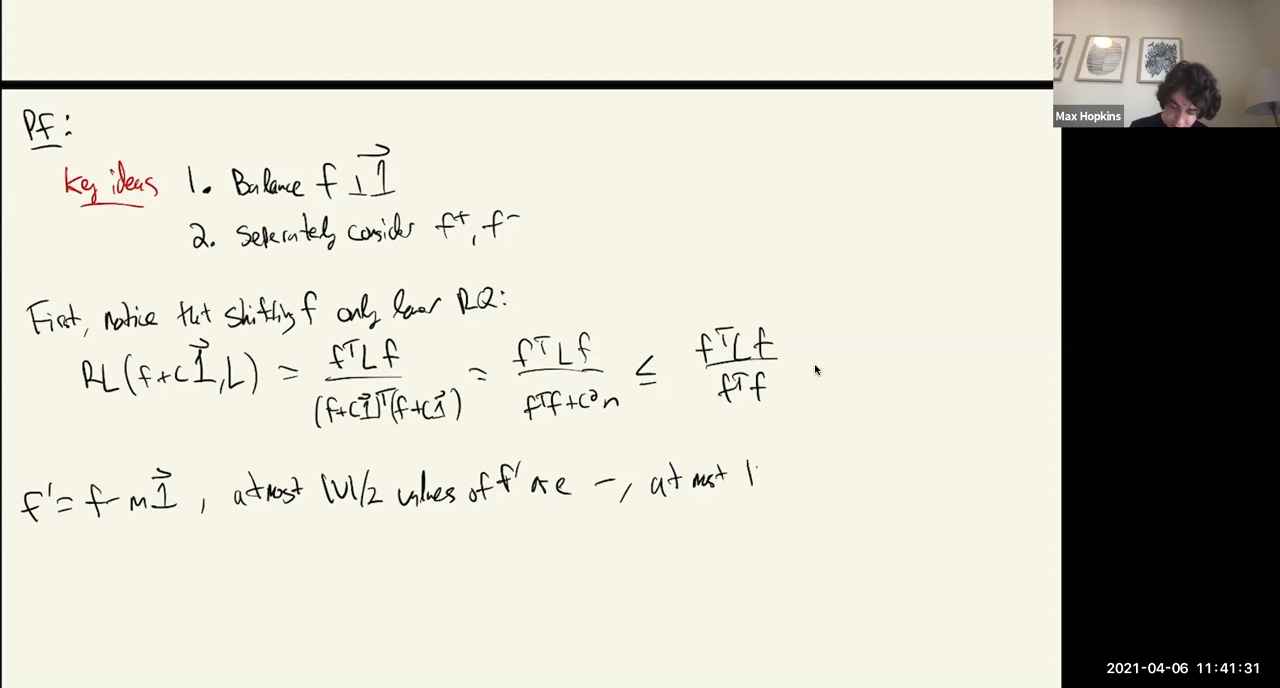 Pf:
Key ideas 1. Balance f ⊥ 1⃗
2. Seperately consider f⁺, f⁻
First, notice tht shifting f only lowers RQ:
RL(f+c1⃗, L) = fᵀLf / (f+c1⃗)ᵀ(f+c1⃗) = fᵀLf / fᵀf+c²n ≤ fᵀLf / fᵀf
f' = f - m1⃗, at most |V|/2 values of f' are -, at most |
Max Hopkins
2021-04-06 11:41:31